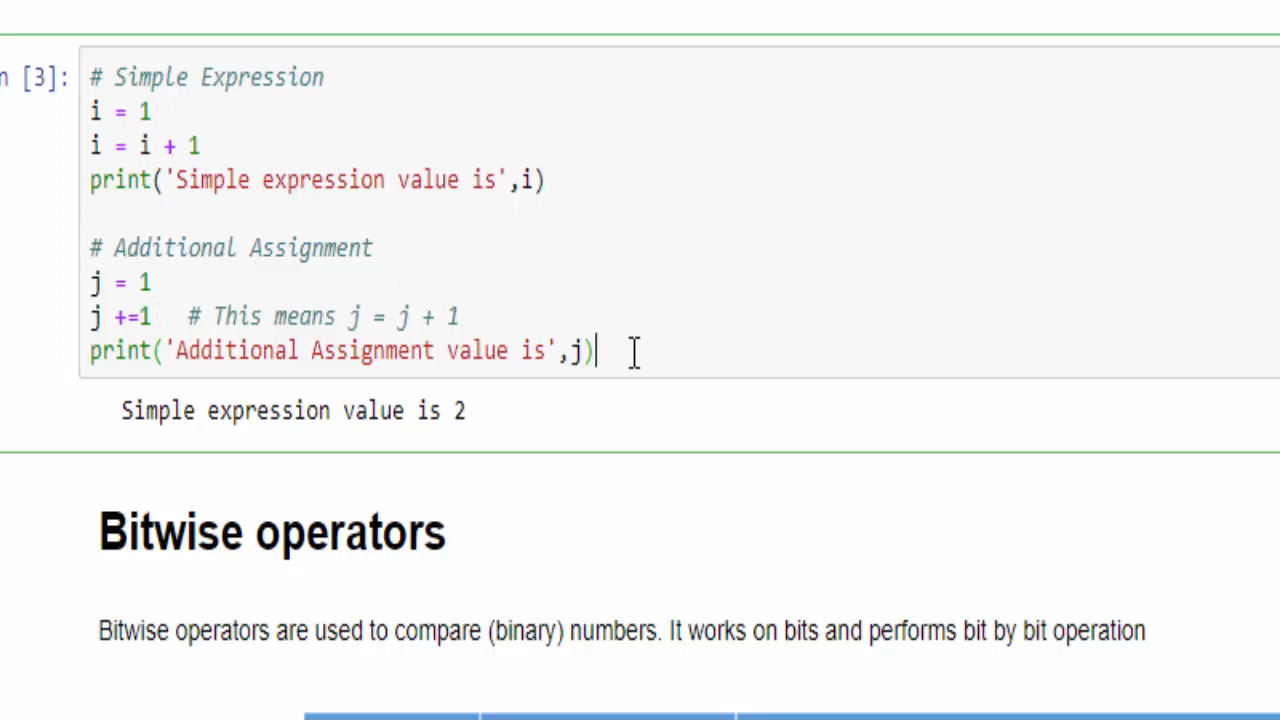 n [3]:
# Simple Expression
i = 1
i = i + 1
print('Simple expression value is',i)
# Additional Assignment
j = 1
j +=1   # This means j = j + 1
print('Additional Assignment value is',j)
Simple expression value is 2
Bitwise operators
Bitwise operators are used to compare (binary) numbers. It works on bits and performs bit by bit operation